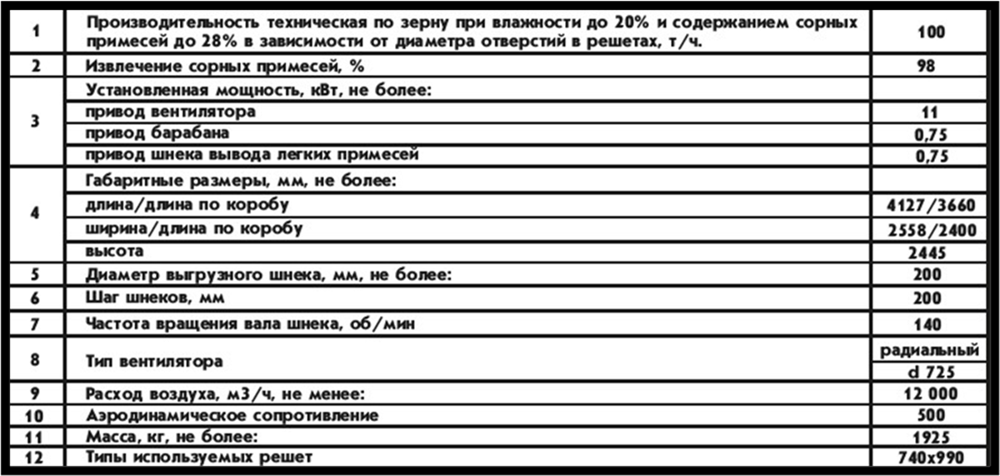 1 Производительность техническая по зерну при влажности до 20% и содержанием сорных
примесей до 28% в зависимости от диаметра отверстий в решетах, т/ч. 100
2 Извлечение сорных примесей, % 98
3 Установленная мощность, кВт, не более:
привод вентилятора 11
привод барабана 0,75
привод шнека вывода легких примесей 0,75
4 Габаритные размеры, мм, не более:
длина/длина по коробу 4127/3660
ширина/длина по коробу 2558/2400
высота 2445
5 Диаметр выгрузного шнека, мм, не более: 200
6 Шаг шнеков, мм 200
7 Частота вращения вала шнека, об/мин 140
8 Тип вентилятора радиальный
d 725
9 Расход воздуха, м3/ч, не менее: 12 000
10 Аэродинамическое сопротивление 500
11 Масса, кг, не более: 1925
12 Типы используемых решет 740х990